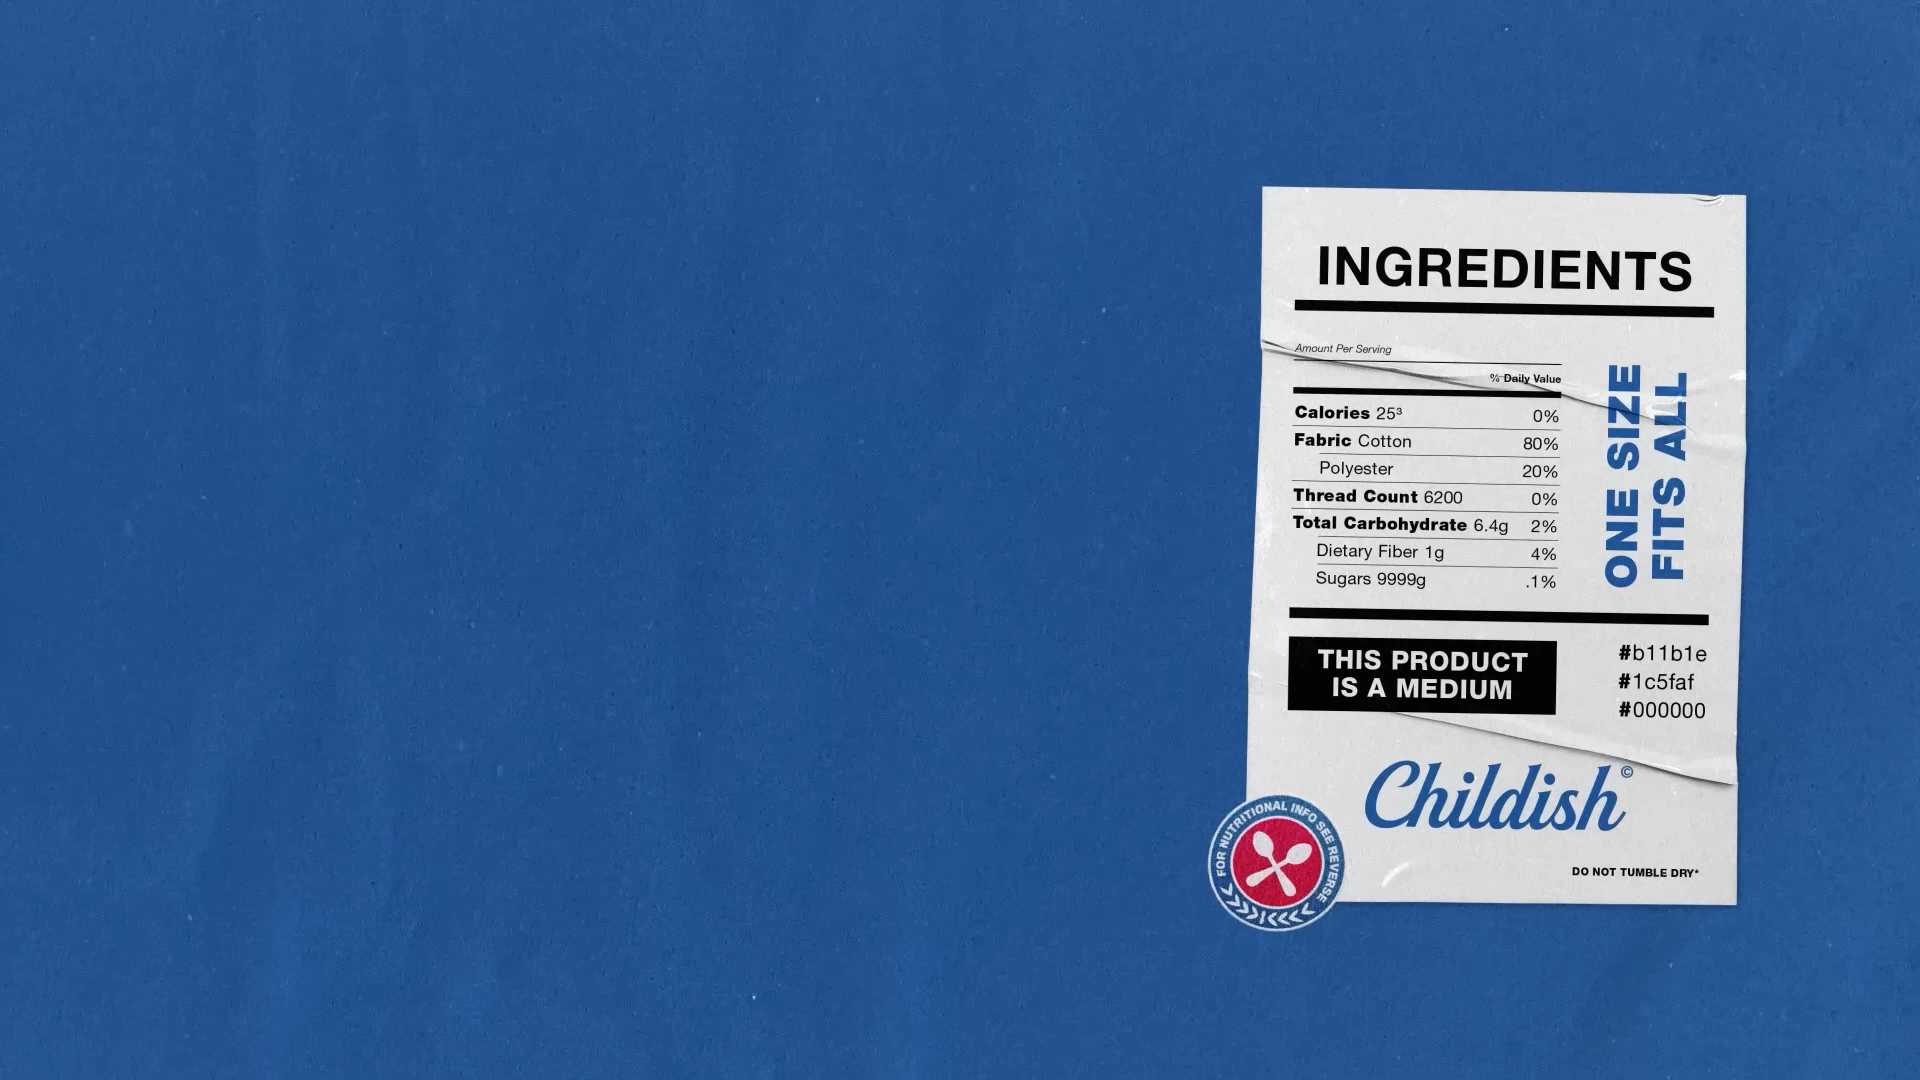 INGREDIENTS
Amount Per Serving
% Daily Value
Calories 25³ 0%
Fabric Cotton 80%
Polyester 20%
Thread Count 6200 0%
Total Carbohydrate 6.4g 2%
Dietary Fiber 1g 4%
Sugars 9999g .1%
ONE SIZE
FITS ALL
THIS PRODUCT
IS A MEDIUM
#b11b1e
#1c5faf
#000000
Childish©
FOR NUTRITIONAL INFO SEE REVERSE
DO NOT TUMBLE DRY*